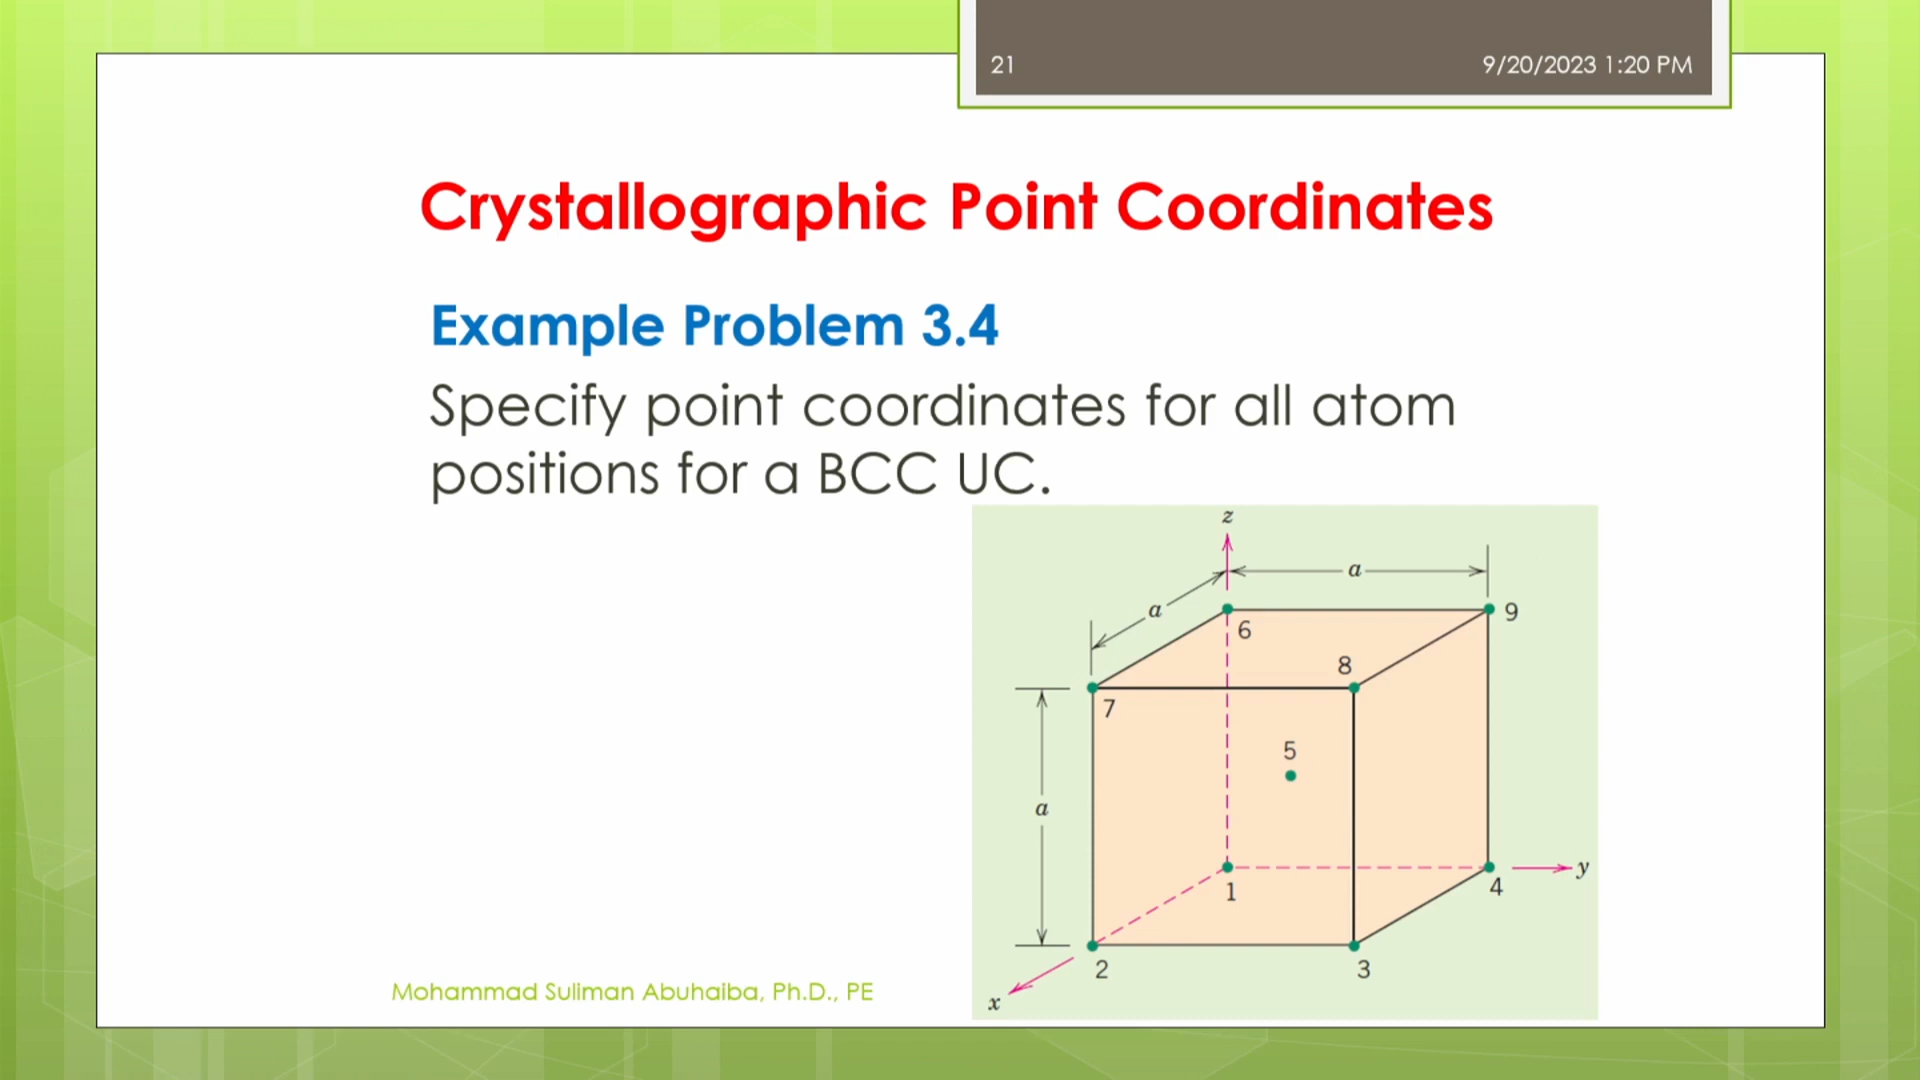 21
9/20/2023 1:20 PM
Crystallographic Point Coordinates
Example Problem 3.4
Specify point coordinates for all atom
positions for a BCC UC.
z
a
a
9
6
8
7
5
a
y
1
4
2
3
x
Mohammad Suliman Abuhaiba, Ph.D., PE